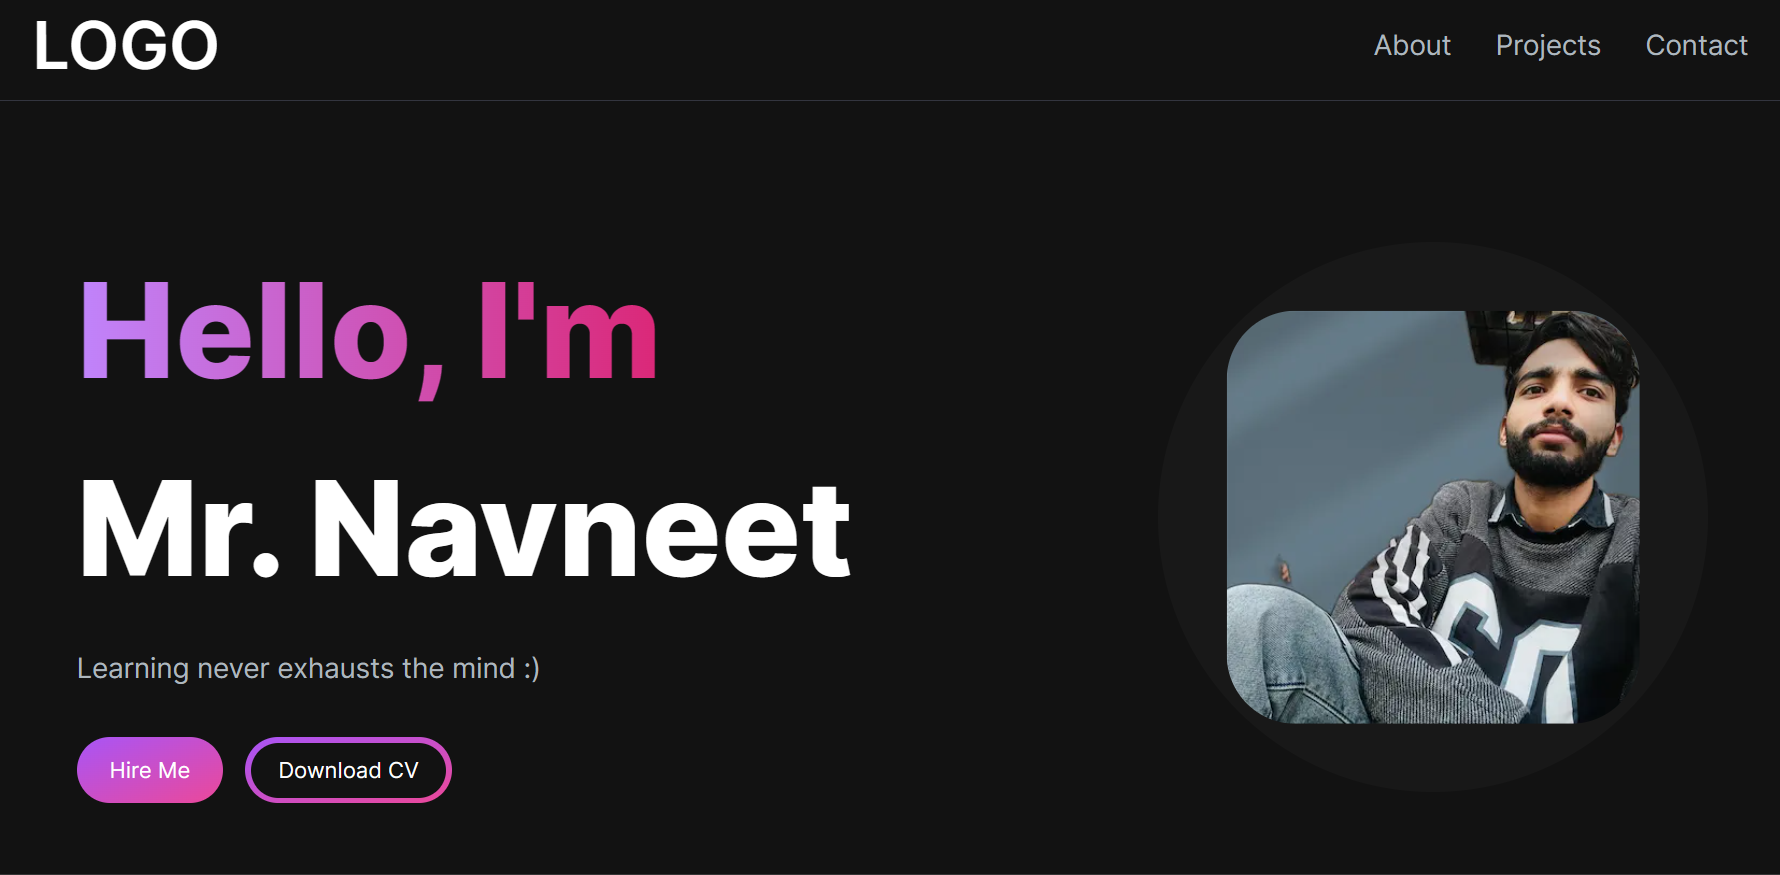 LOGO
About Projects Contact
Hello, I'm
Mr. Navneet
Learning never exhausts the mind :)
Hire Me Download CV